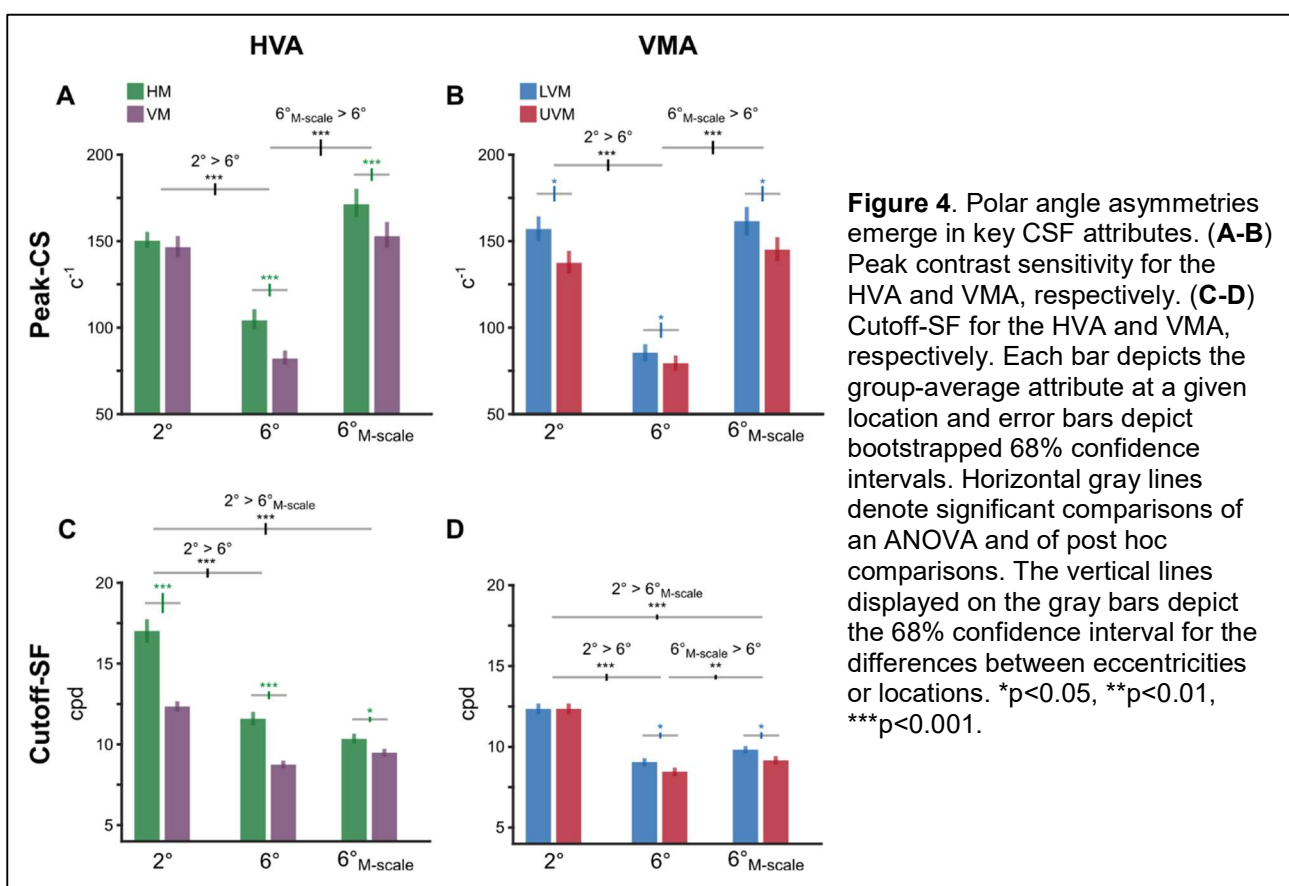 HVA
VMA
A
HM
VM
6°M-scale > 6°
***
2° > 6°
***
***
***
***
200
150
100
50
Peak-CS
c-1
2°
6°
6°M-scale
B
LVM
UVM
6°M-scale > 6°
***
2° > 6°
***
*
*
*
200
150
100
50
c-1
2°
6°
6°M-scale
C
2° > 6°M-scale
***
2° > 6°
***
***
***
*
20
15
10
5
Cutoff-SF
cpd
2°
6°
6°M-scale
D
2° > 6°M-scale
***
2° > 6°
***
6°M-scale > 6°
**
*
*
20
15
10
5
cpd
2°
6°
6°M-scale
Figure 4. Polar angle asymmetries
emerge in key CSF attributes. (A-B)
Peak contrast sensitivity for the
HVA and VMA, respectively. (C-D)
Cutoff-SF for the HVA and VMA,
respectively. Each bar depicts the
group-average attribute at a given
location and error bars depict
bootstrapped 68% confidence
intervals. Horizontal gray lines
denote significant comparisons of
an ANOVA and of post hoc
comparisons. The vertical lines
displayed on the gray bars depict
the 68% confidence interval for the
differences between eccentricities
or locations. *p<0.05, **p<0.01,
***p<0.001.